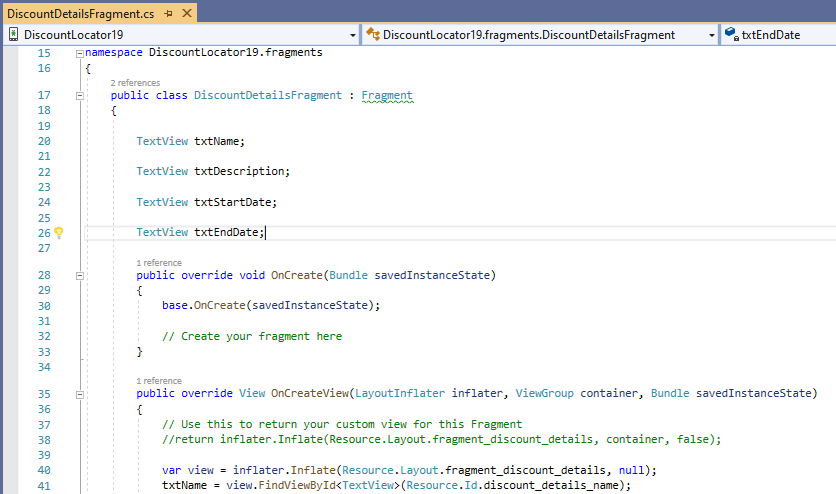 DiscountDetailsFragment.cs
DiscountLocator19 DiscountLocator19.fragments.DiscountDetailsFragment txtEndDate
15 namespace DiscountLocator19.fragments
16 {
2 references
17 public class DiscountDetailsFragment : Fragment
18 {
19
20 TextView txtName;
21
22 TextView txtDescription;
23
24 TextView txtStartDate;
25
26 TextView txtEndDate;
27
1 reference
28 public override void OnCreate(Bundle savedInstanceState)
29 {
30 base.OnCreate(savedInstanceState);
31
32 // Create your fragment here
33 }
34
1 reference
35 public override View OnCreateView(LayoutInflater inflater, ViewGroup container, Bundle savedInstanceState)
36 {
37 // Use this to return your custom view for this Fragment
38 //return inflater.Inflate(Resource.Layout.fragment_discount_details, container, false);
39
40 var view = inflater.Inflate(Resource.Layout.fragment_discount_details, null);
41 txtName = view.FindViewById<TextView>(Resource.Id.discount_details_name);